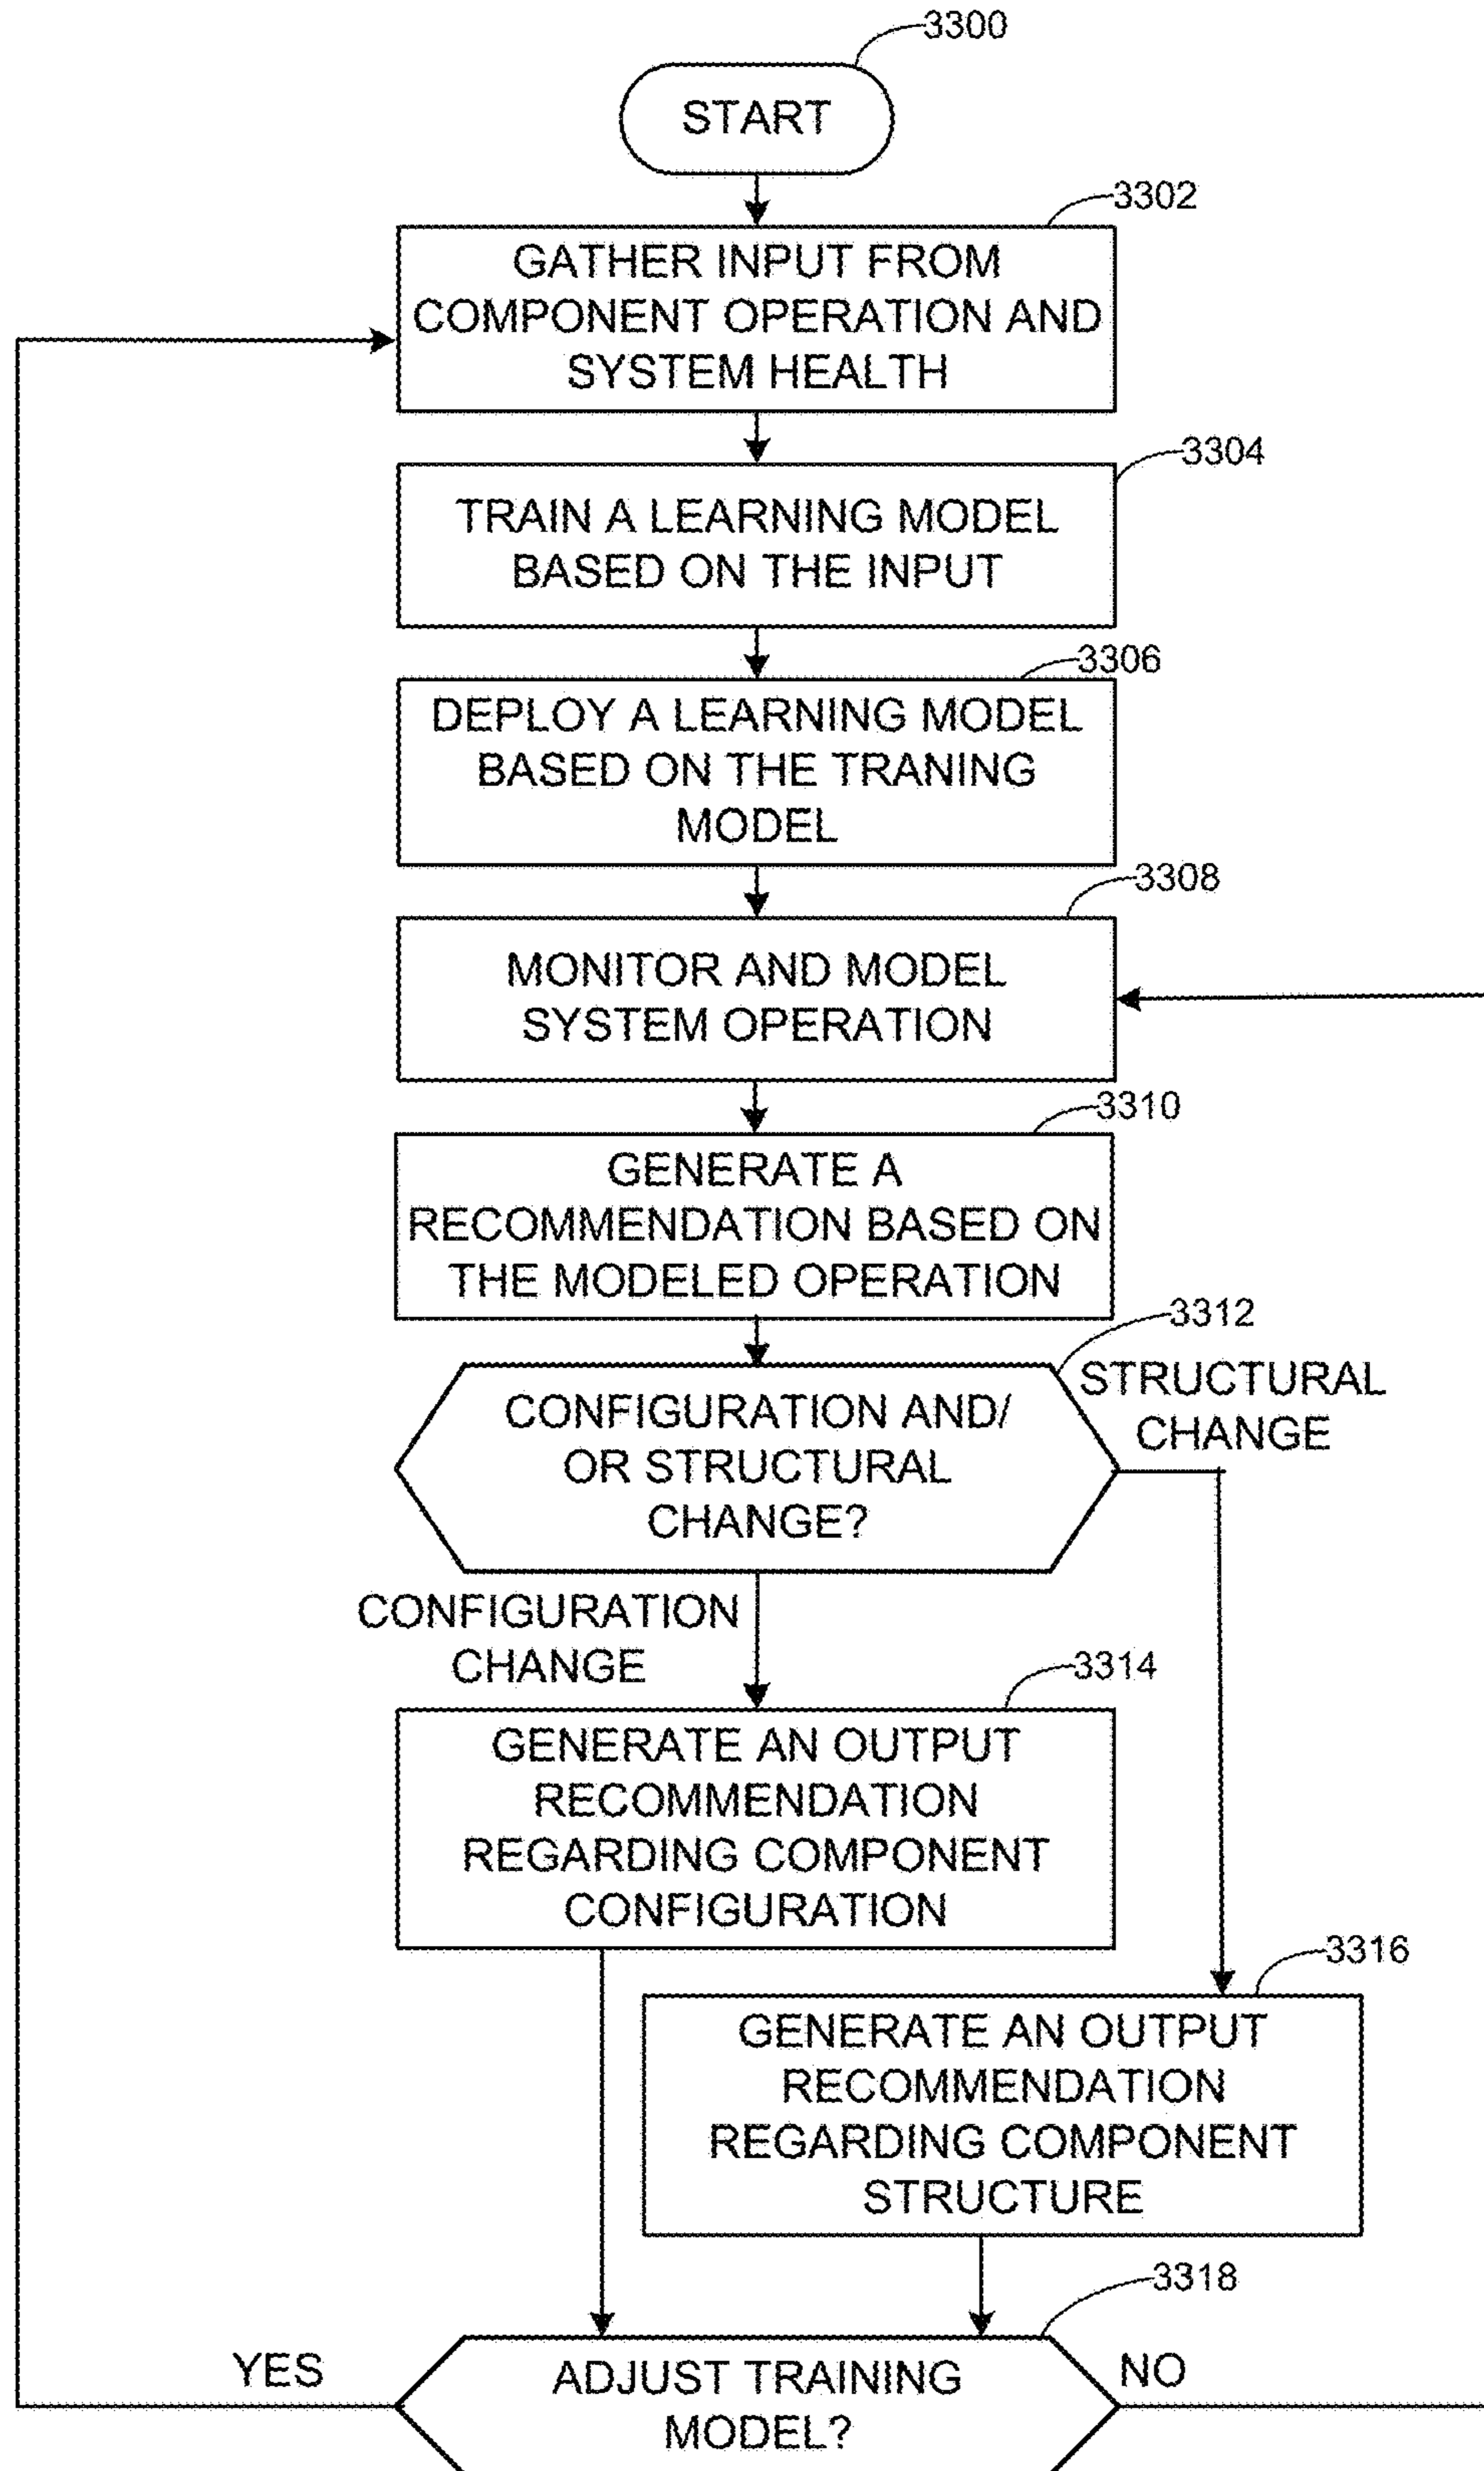 3300
START
3302
GATHER INPUT FROM
COMPONENT OPERATION AND
SYSTEM HEALTH
3304
TRAIN A LEARNING MODEL
BASED ON THE INPUT
3306
DEPLOY A LEARNING MODEL
BASED ON THE TRANING
MODEL
3308
MONITOR AND MODEL
SYSTEM OPERATION
3310
GENERATE A
RECOMMENDATION BASED ON
THE MODELED OPERATION
3312
CONFIGURATION AND/
OR STRUCTURAL
CHANGE?
STRUCTURAL
CHANGE
CONFIGURATION
CHANGE
3314
GENERATE AN OUTPUT
RECOMMENDATION
REGARDING COMPONENT
CONFIGURATION
3316
GENERATE AN OUTPUT
RECOMMENDATION
REGARDING COMPONENT
STRUCTURE
3318
YES
ADJUST TRAINING
MODEL?
NO